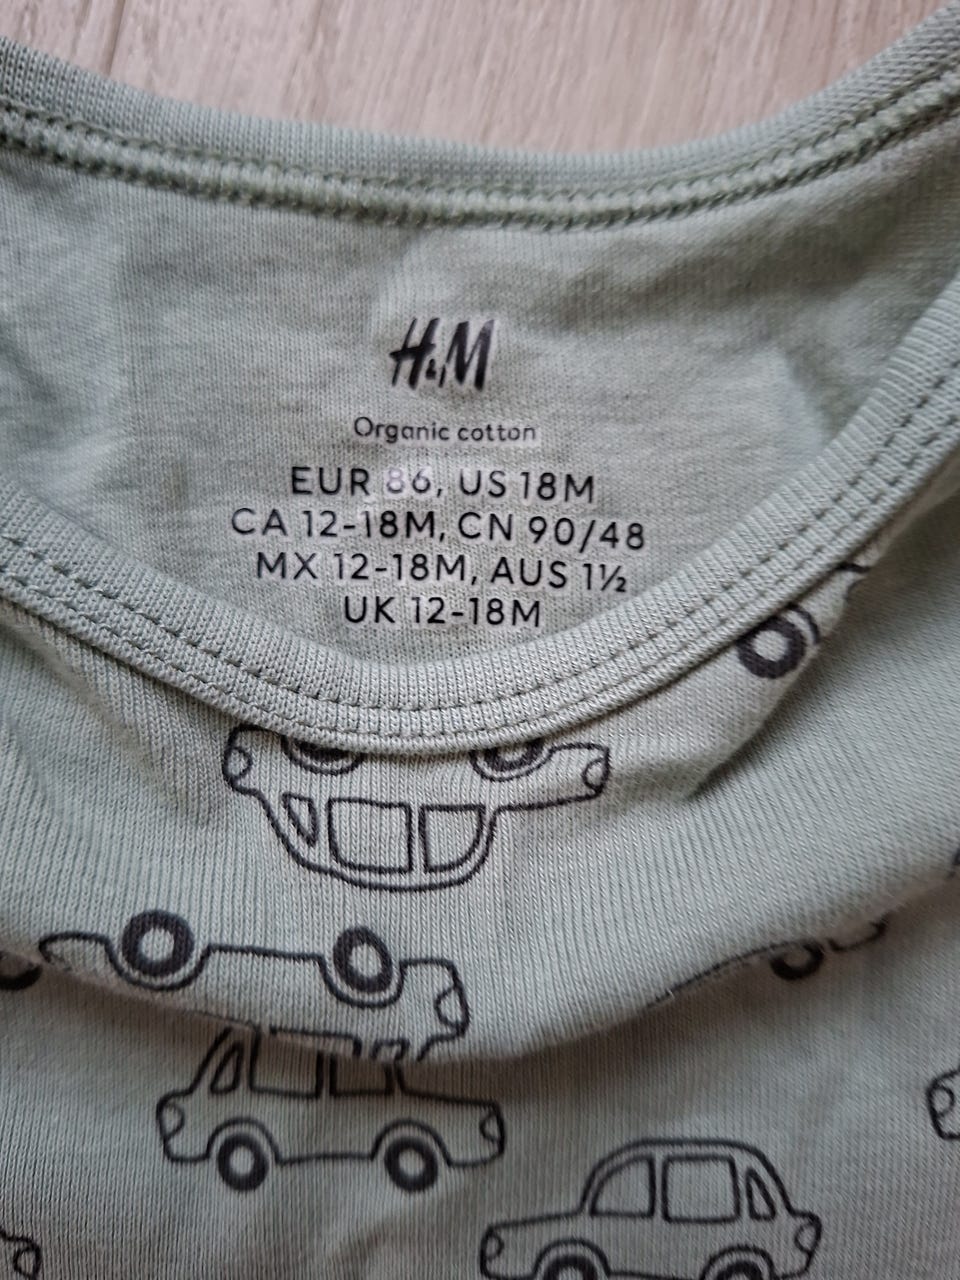 H&M
Organic cotton
EUR 86, US 18M
CA 12-18M, CN 90/48
MX 12-18M, AUS 1½
UK 12-18M